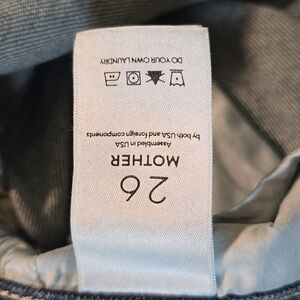 26
MOTHER
Assembled in USA
by both USA and foreign components
DO YOUR OWN LAUNDRY